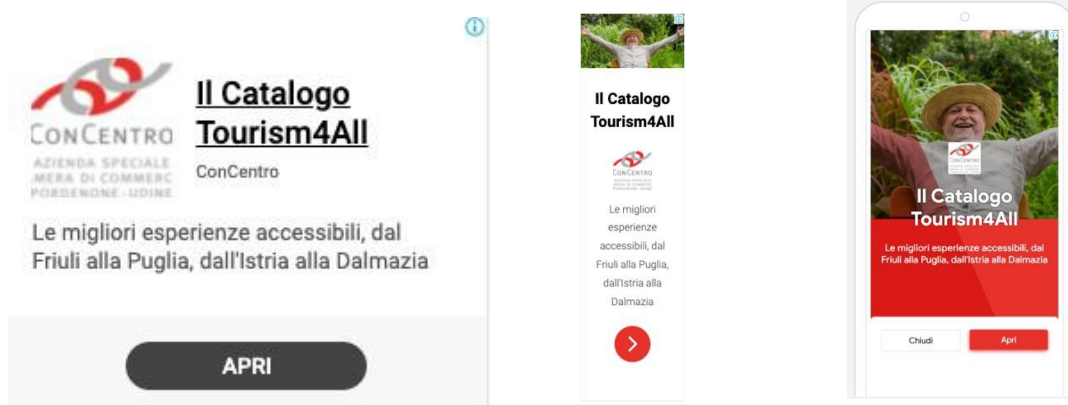 CONCENTRO
AZIENDA SPECIALE
MERA DI COMMERC
PORDENONE - UDINE
Il Catalogo
Tourism4All
ConCentro
Le migliori esperienze accessibili, dal
Friuli alla Puglia, dall'Istria alla Dalmazia
APRI
Il Catalogo
Tourism4All
CONCENTRO
Le migliori
esperienze
accessibili, dal
Friuli alla Puglia,
dall'Istria alla
Dalmazia
CONCENTRO
Il Catalogo
Tourism4All
Le migliori esperienze accessibili, dal
Friuli alla Puglia, dall'Istria alla Dalmazia
Chiudi
Apri